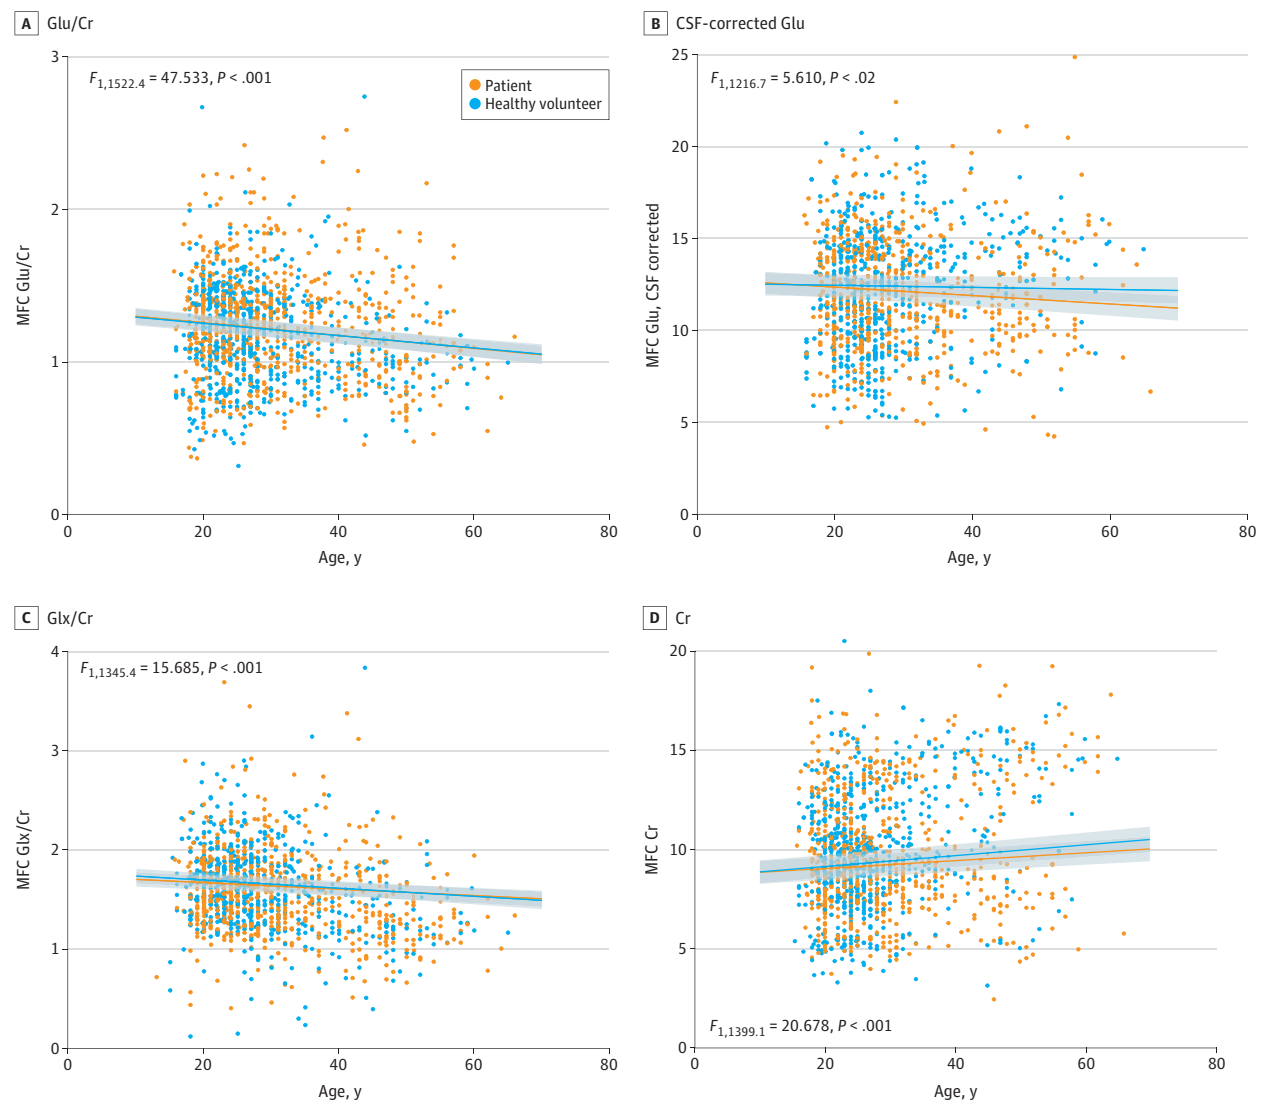 A Glu/Cr
3
2
1
0
MFC Glu/Cr
F1,1522.4 = 47.533, P < .001
Patient
Healthy volunteer
0 20 40 60 80
Age, y
B CSF-corrected Glu
25
20
15
10
5
0
MFC Glu, CSF corrected
F1,1216.7 = 5.610, P < .02
0 20 40 60 80
Age, y
C Glx/Cr
4
3
2
1
0
MFC Glx/Cr
F1,1345.4 = 15.685, P < .001
0 20 40 60 80
Age, y
D Cr
20
15
10
5
0
MFC Cr
F1,1399.1 = 20.678, P < .001
0 20 40 60 80
Age, y